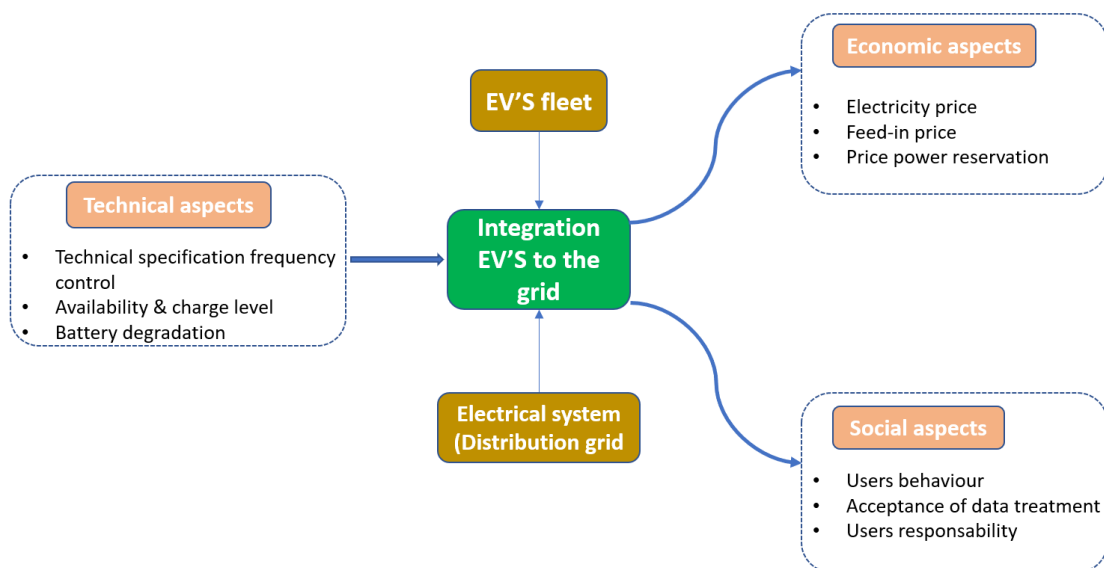 Economic aspects
• Electricity price
• Feed-in price
• Price power reservation
EV'S fleet
Technical aspects
• Technical specification frequency
control
• Availability & charge level
• Battery degradation
Integration
EV'S to the
grid
Electrical system
(Distribution grid
Social aspects
• Users behaviour
• Acceptance of data treatment
• Users responsability